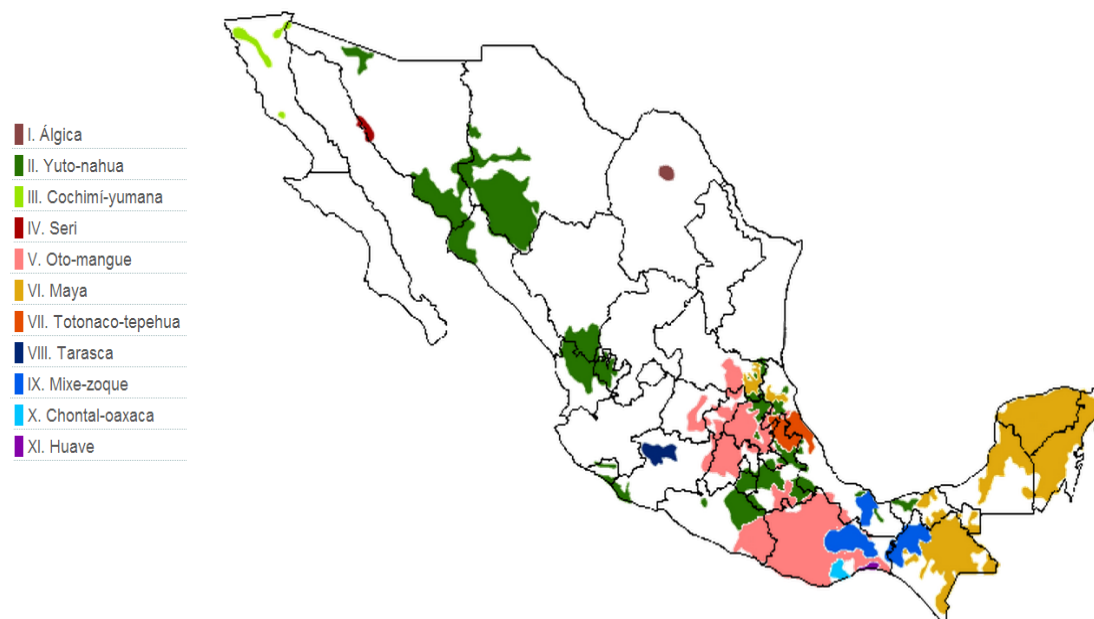 I. Álgica
II. Yuto-nahua
III. Cochimí-yumana
IV. Seri
V. Oto-mangue
VI. Maya
VII. Totonaco-tepehua
VIII. Tarasca
IX. Mixe-zoque
X. Chontal-oaxaca
XI. Huave